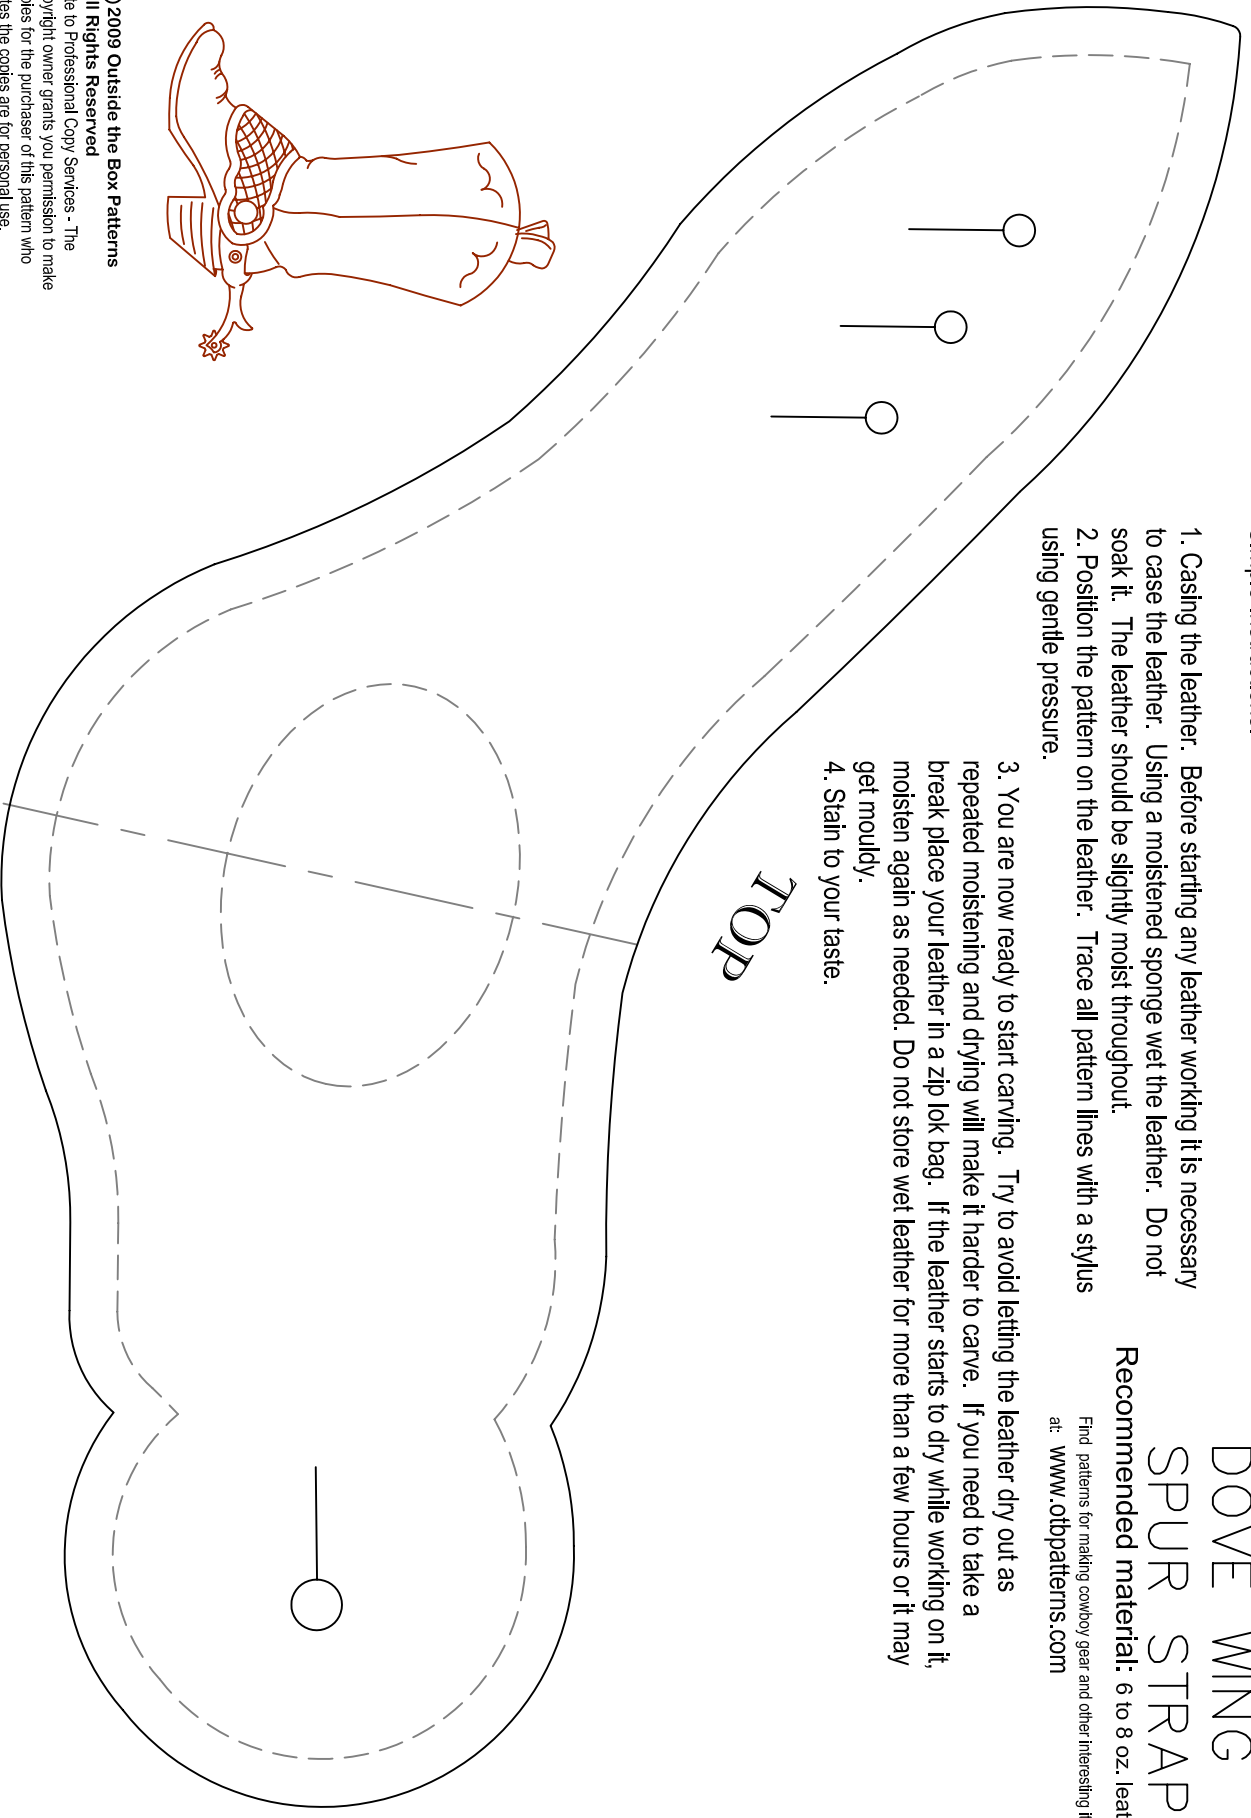 DOVE WING
SPUR STRAP
Recommended material: 6 to 8 oz.
Find patterns for making cowboy gear and other interesting
at: www.otbpatterns.com
1. Casing the leather. Before starting any leather working it is necessary
to case the leather. Using a moistened sponge wet the leather. Do not
soak it. The leather should be slightly moist throughout.
2. Position the pattern on the leather. Trace all pattern lines with a stylus
using gentle pressure.
3. You are now ready to start carving. Try to avoid letting the leather dry out as
repeated moistening and drying will make it harder to carve. If you need to take a
break place your leather in a zip lok bag. If the leather starts to dry while working on it,
moisten again as needed. Do not store wet leather for more than a few hours or it may
get mouldy.
4. Stain to your taste.
TOP
) 2009 Outside the Box Patterns
ll Rights Reserved
te to Professional Copy Services - The
pyright owner grants you permission to make
pies for the purchaser of this pattern who
tes the copies are for personal use.